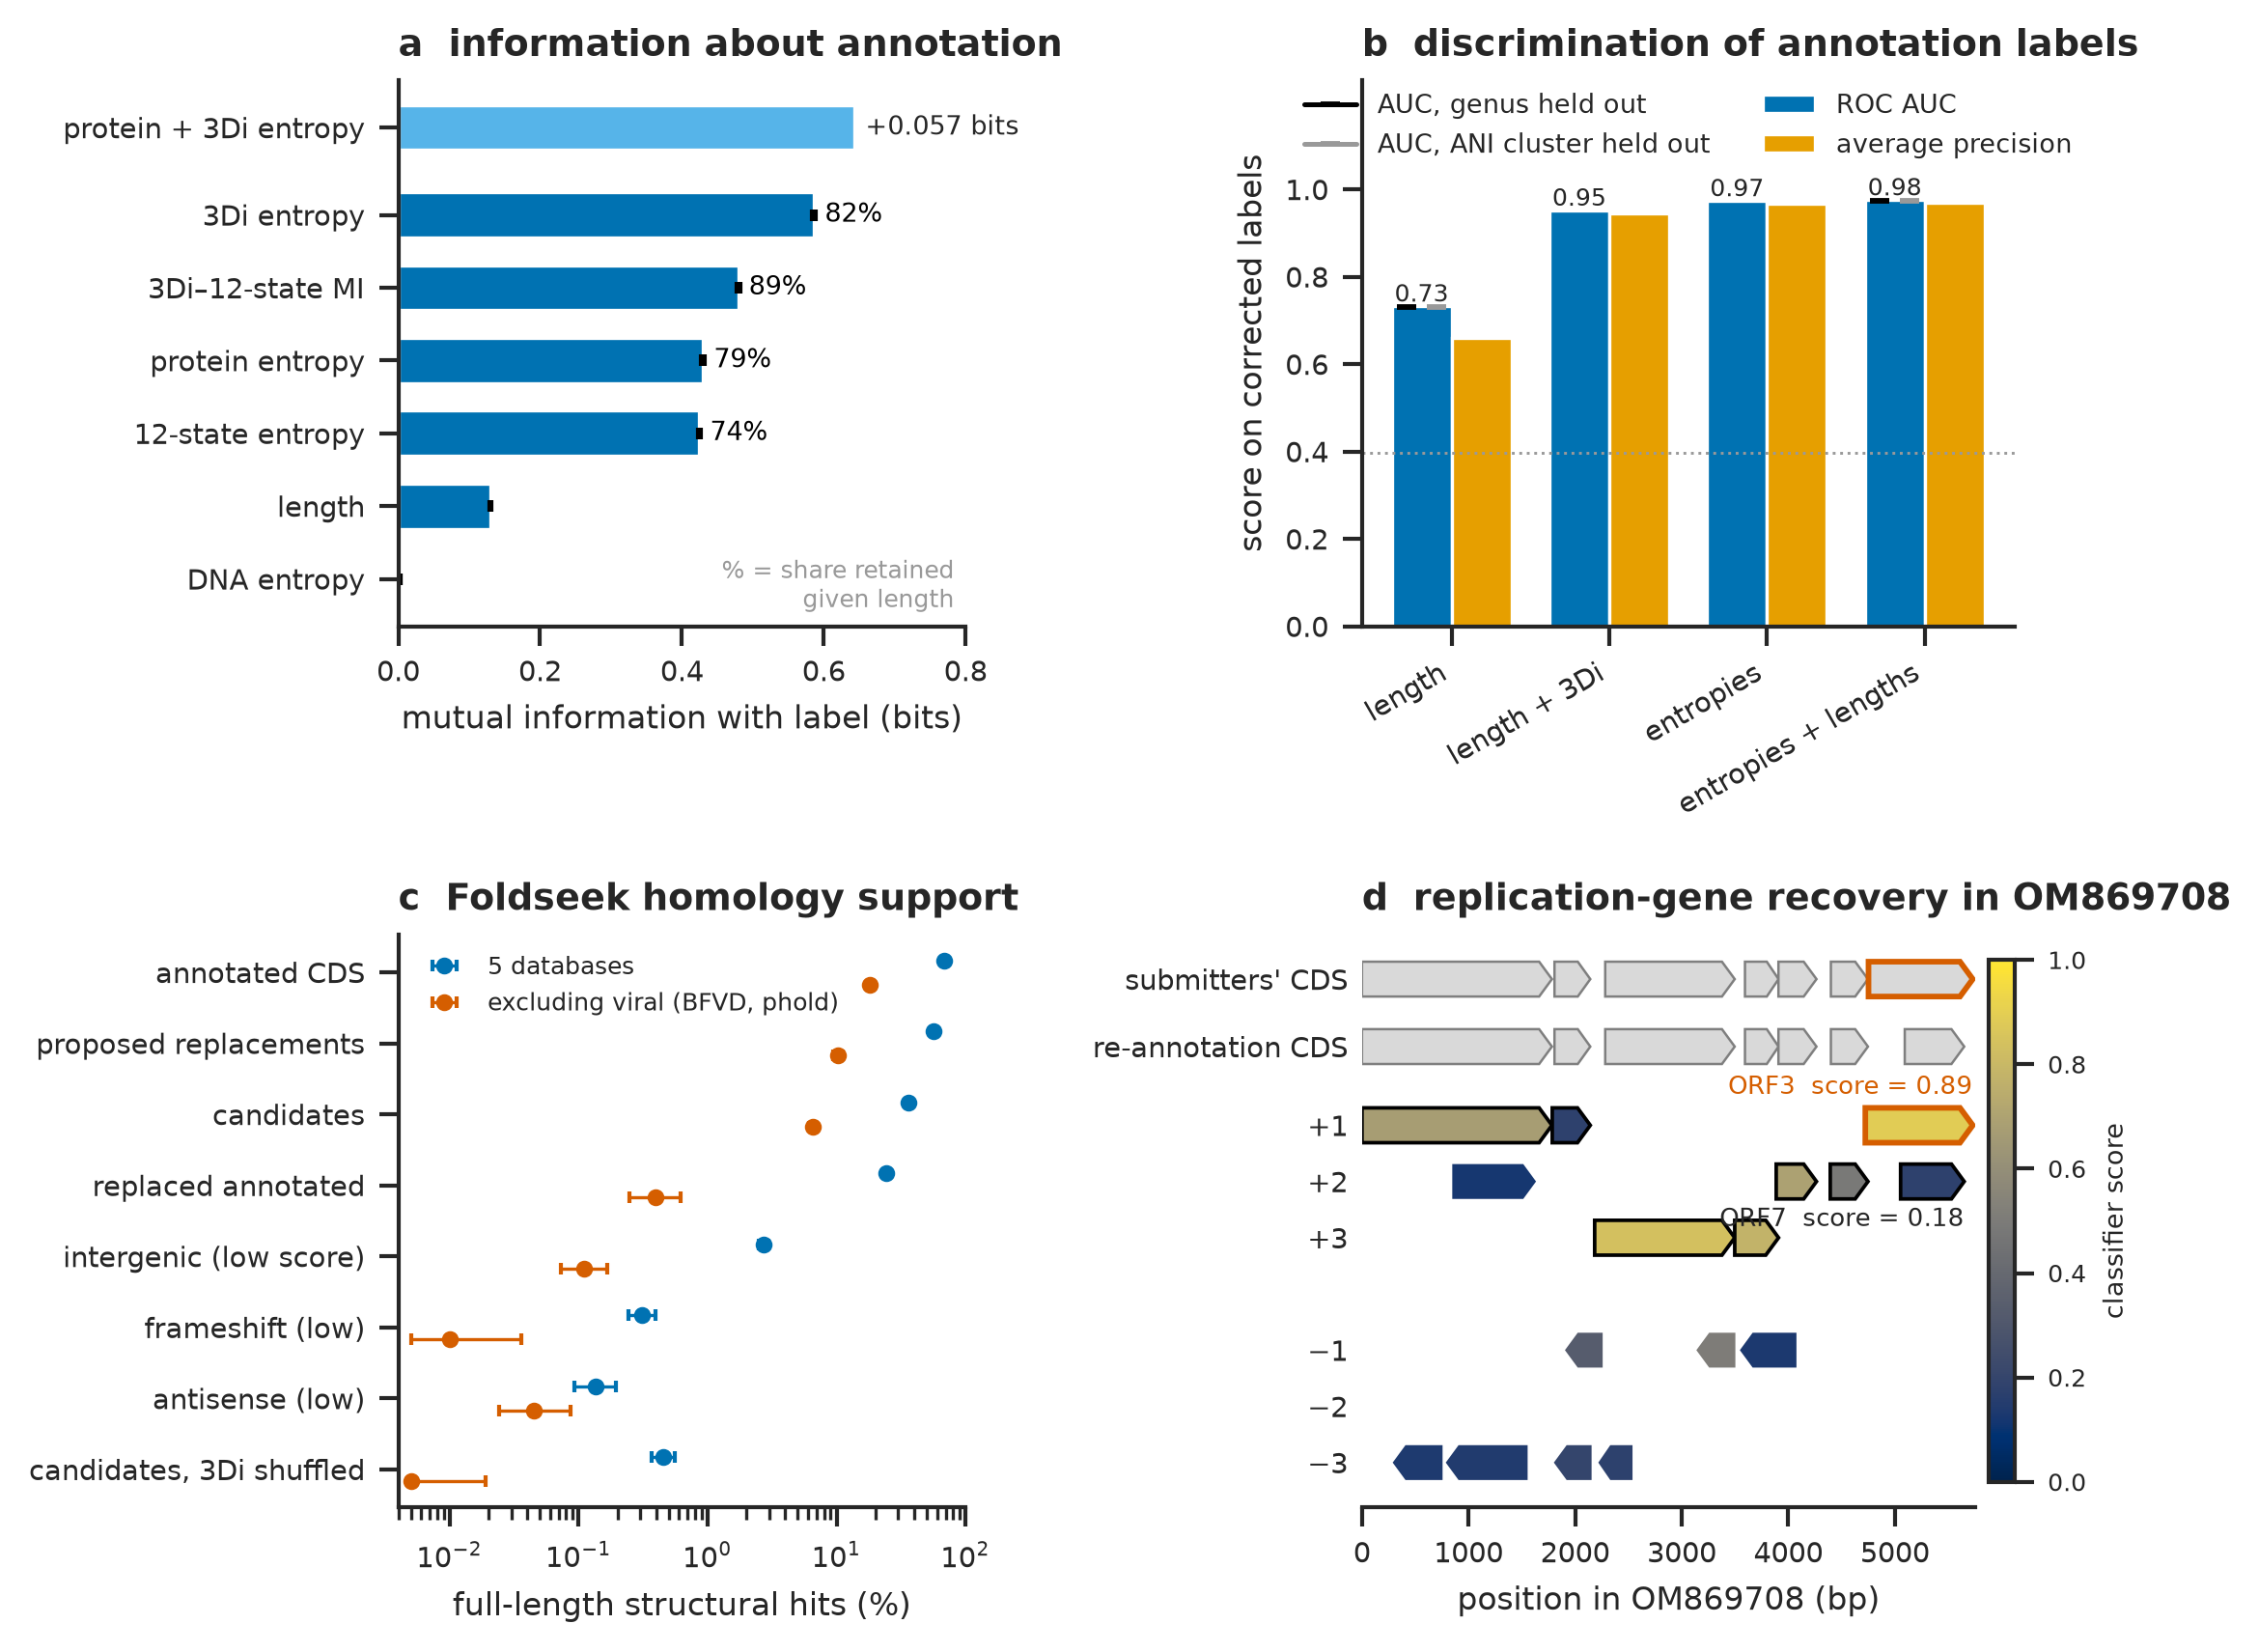 a  information about annotation
protein + 3Di entropy
+0.057 bits
3Di entropy
82%
3Di–12-state MI
89%
protein entropy
79%
12-state entropy
74%
length
DNA entropy
% = share retained
given length
0.0 0.2 0.4 0.6 0.8
mutual information with label (bits)
b  discrimination of annotation labels
AUC, genus held out
AUC, ANI cluster held out
ROC AUC
average precision
score on corrected labels
1.0
0.8
0.6
0.4
0.2
0.0
0.73
0.95
0.97
0.98
length
length + 3Di
entropies
entropies + lengths
c  Foldseek homology support
5 databases
excluding viral (BFVD, phold)
annotated CDS
proposed replacements
candidates
replaced annotated
intergenic (low score)
frameshift (low)
antisense (low)
candidates, 3Di shuffled
10⁻² 10⁻¹ 10⁰ 10¹ 10²
full-length structural hits (%)
d  replication-gene recovery in OM869708
submitters' CDS
re-annotation CDS
ORF3  score = 0.89
+1
+2
ORF7  score = 0.18
+3
−1
−2
−3
0 1000 2000 3000 4000 5000
position in OM869708 (bp)
1.0
0.8
0.6
0.4
0.2
0.0
classifier score